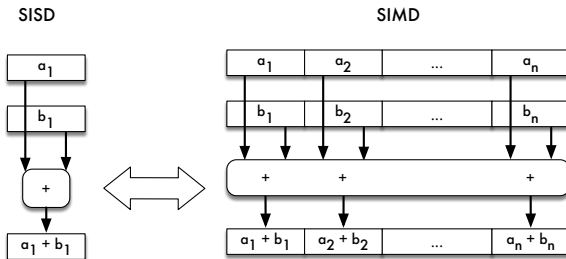 SISD SIMD
a₁ a₁ a₂ ... aₙ
b₁ b₁ b₂ ... bₙ
+ + + +
a₁ + b₁ a₁ + b₁ a₂ + b₂ ... aₙ + bₙ